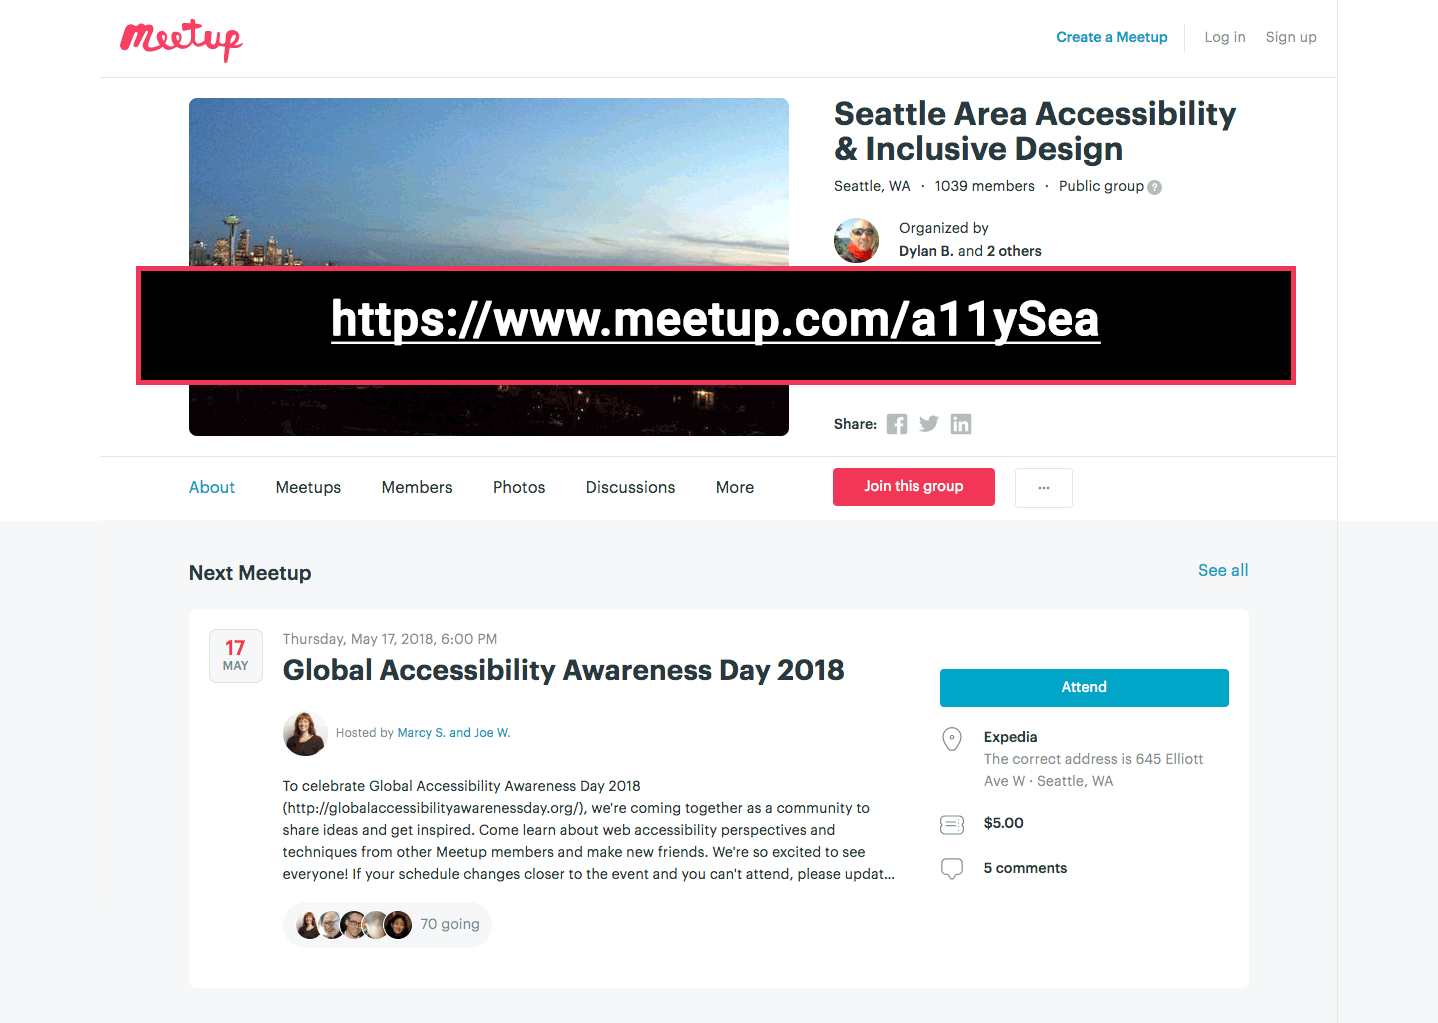 Meetup
Create a Meetup
Log in
Sign up
Seattle Area Accessibility
& Inclusive Design
Seattle, WA · 1039 members · Public group ?
Organized by
Dylan B. and 2 others
https://www.meetup.com/a11ySea
Share:
About
Meetups
Members
Photos
Discussions
More
Join this group
...
Next Meetup
See all
17
MAY
Thursday, May 17, 2018, 6:00 PM
Global Accessibility Awareness Day 2018
Hosted by Marcy S. and Joe W.
To celebrate Global Accessibility Awareness Day 2018
(http://globalaccessibilityawarenessday.org/), we're coming together as a community to
share ideas and get inspired. Come learn about web accessibility perspectives and
techniques from other Meetup members and make new friends. We're so excited to see
everyone! If your schedule changes closer to the event and you can't attend, please updat...
70 going
Attend
Expedia
The correct address is 645 Elliott
Ave W · Seattle, WA
$5.00
5 comments